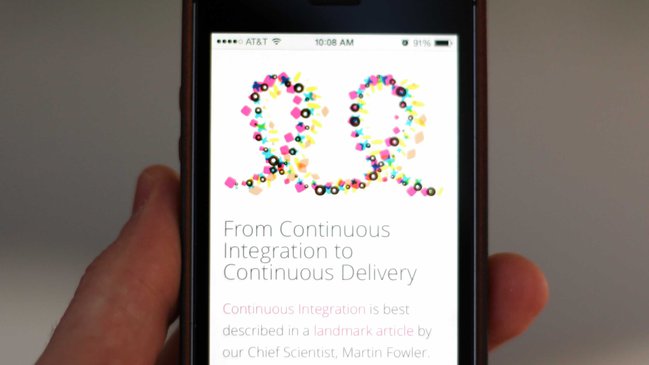 AT&T 10:08 AM 91%
From Continuous
Integration to
Continuous Delivery
Continuous Integration is best
described in a landmark article by
our Chief Scientist, Martin Fowler.